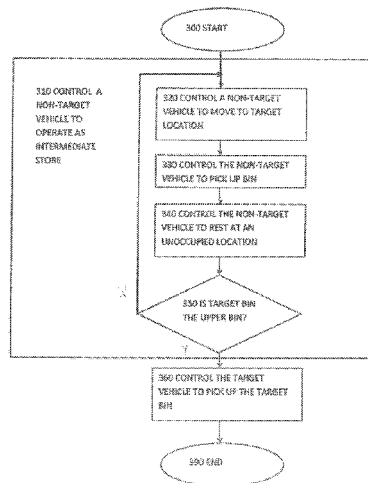 300 START
310 CONTROL A
NON-TARGET
VEHICLE TO
OPERATE AS
INTERMEDIATE
STORE
320 CONTROL A NON-TARGET
VEHICLE TO MOVE TO TARGET
LOCATION
330 CONTROL THE NON-TARGET
VEHICLE TO PICK UP BIN
340 CONTROL THE NON-TARGET
VEHICLE TO REST AT AN
UNOCCUPIED LOCATION
350 IS TARGET BIN
THE UPPER BIN?
N
Y
360 CONTROL THE TARGET
VEHICLE TO PICK UP THE TARGET
BIN
390 END